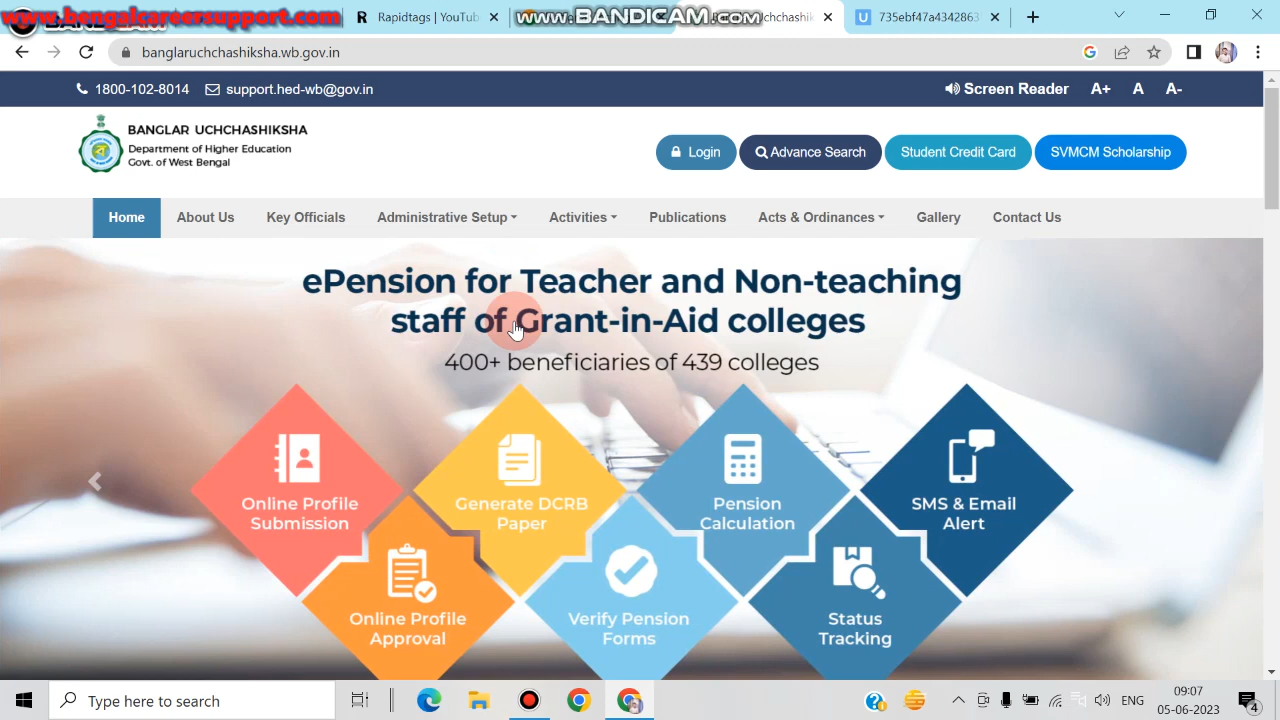 www.bengalcareersupport.com
Rapidtags | YouTub
www.BANDICAM.com
735ebf47a4342863
banglaruchchashiksha.wb.gov.in
1800-102-8014
support.hed-wb@gov.in
Screen Reader
A+
A
A-
BANGLAR UCHCHASHIKSHA
Department of Higher Education
Govt. of West Bengal
Login
Advance Search
Student Credit Card
SVMCM Scholarship
Home
About Us
Key Officials
Administrative Setup
Activities
Publications
Acts & Ordinances
Gallery
Contact Us
ePension for Teacher and Non-teaching
staff of Grant-in-Aid colleges
400+ beneficiaries of 439 colleges
Online Profile
Submission
Generate DCRB
Paper
Pension
Calculation
SMS & Email
Alert
Online Profile
Approval
Verify Pension
Forms
Status
Tracking
Type here to search
ENG
09:07
05-06-2023
4